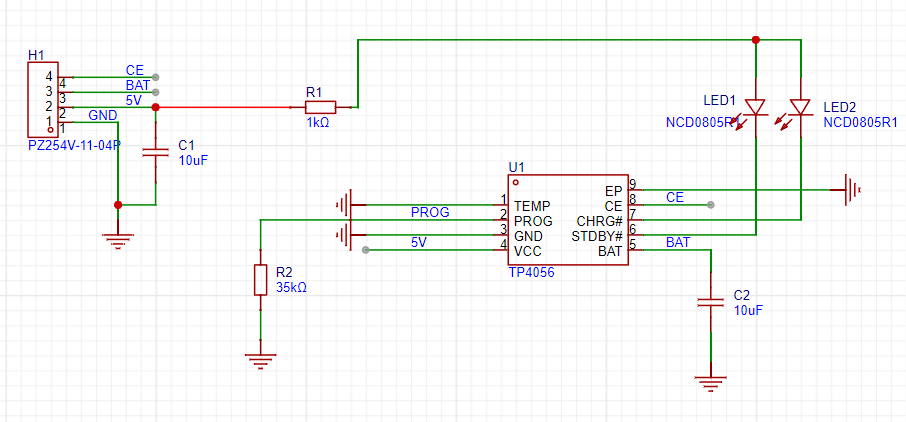 H1
4
3
2
1
4
3
2
1
CE
BAT
5V
GND
PZ254V-11-04P
C1
10uF
R1
1kΩ
LED1
NCD0805R1
LED2
NCD0805R1
U1
1
2
3
4
TEMP
PROG
GND
VCC
EP
CE
CHRG#
STDBY#
BAT
9
8
7
6
5
TP4056
PROG
5V
CE
BAT
R2
35kΩ
C2
10uF